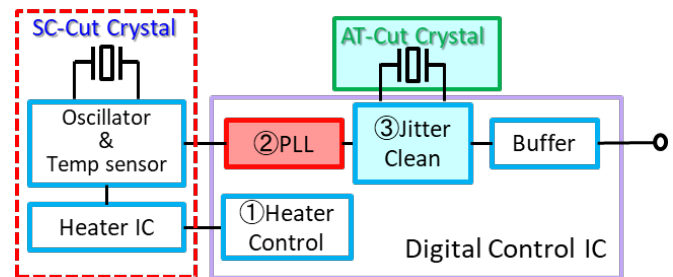 SC-Cut Crystal
AT-Cut Crystal
Oscillator
&
Temp sensor
②PLL
③Jitter
Clean
Buffer
Heater IC
①Heater
Control
Digital Control IC